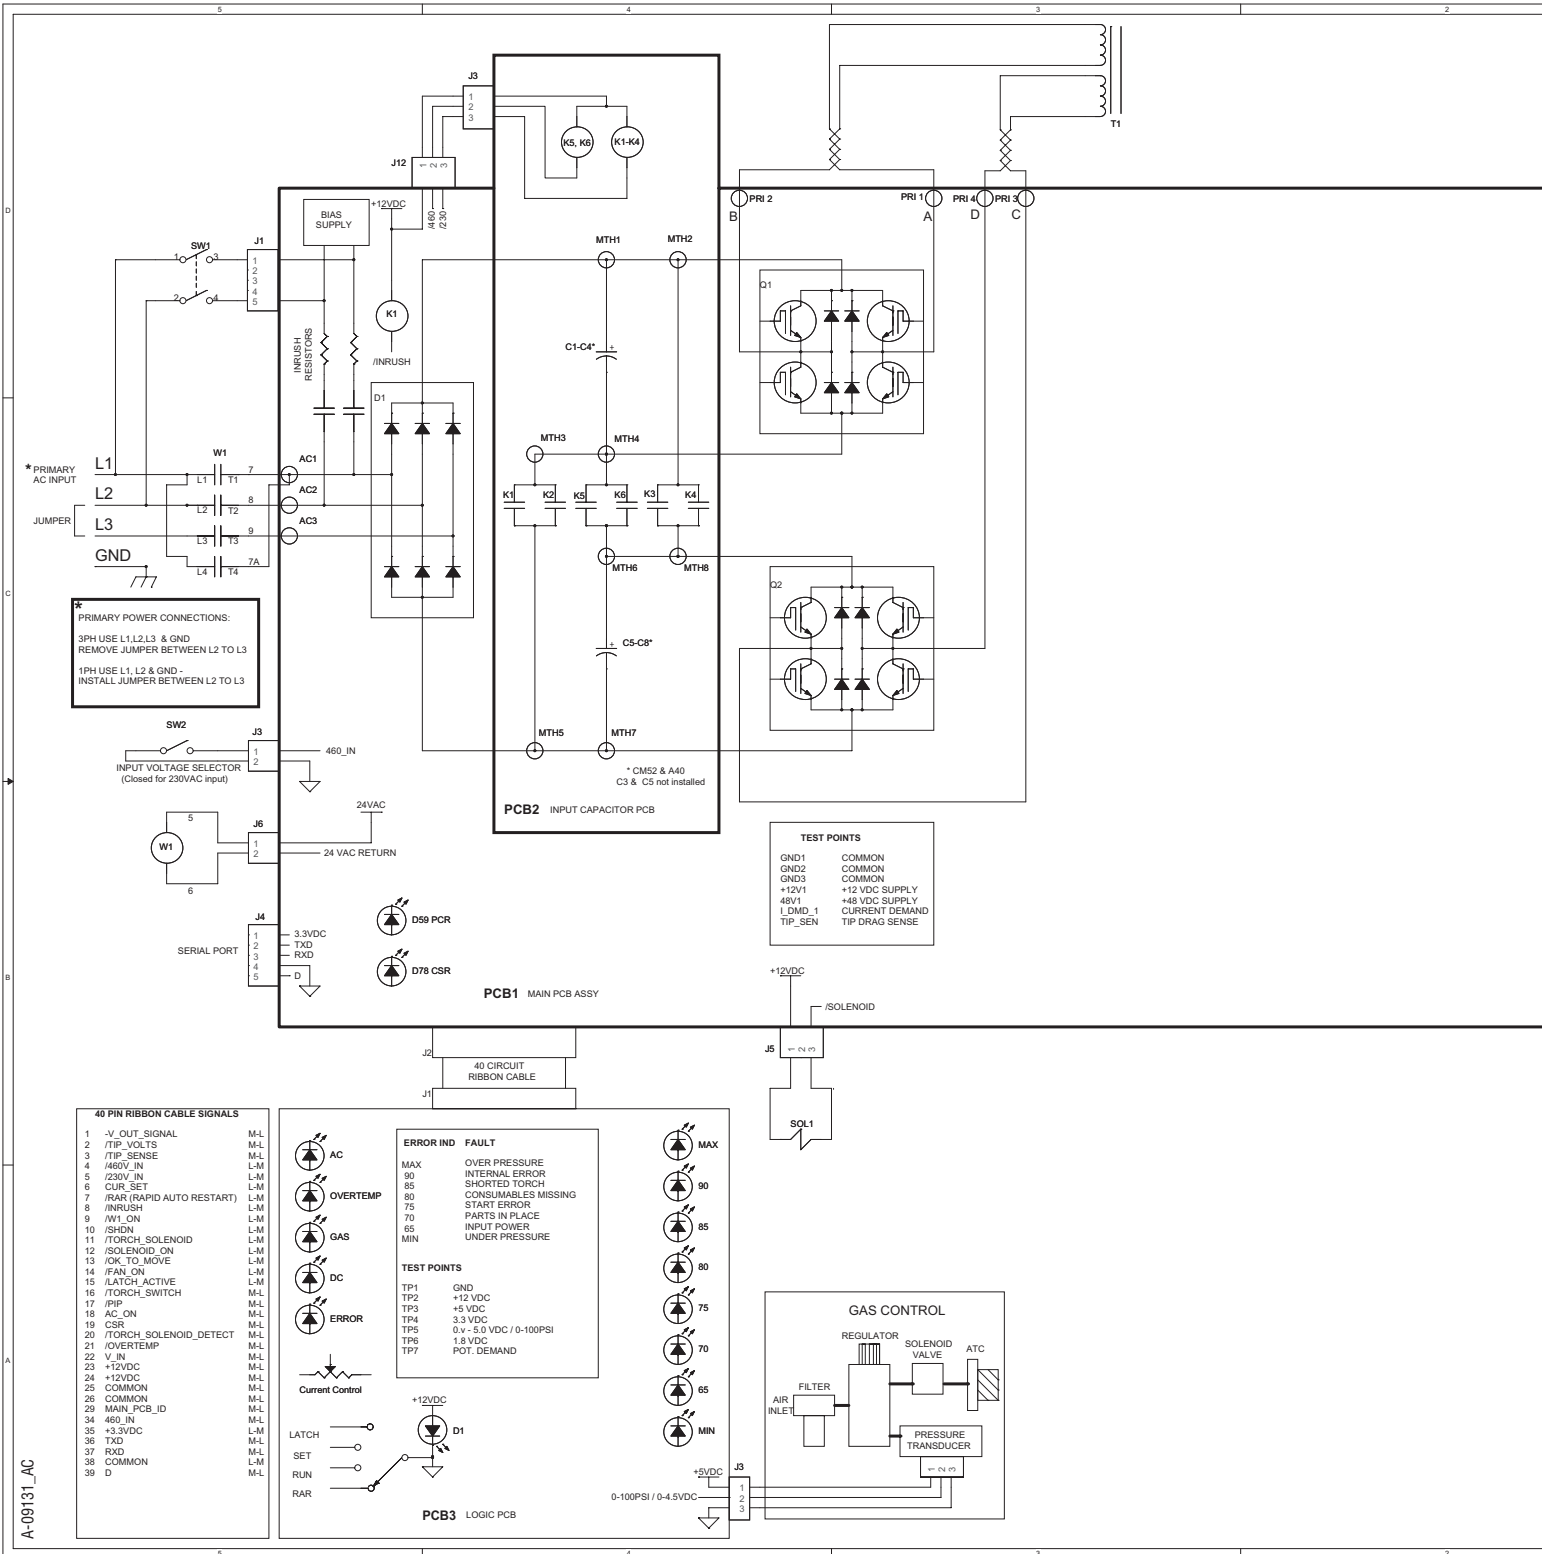 5
4
3
2
D
C
B
A
T1
J3
1
2
3
K5, K6
K1-K4
J12
1
2
3
+12VDC
/460
/230
BIAS
SUPPLY
PRI 2
B
PRI 1
A
PRI 4
D
PRI 3
C
SW1
1
3
2
4
J1
1
2
3
4
5
K1
/INRUSH
INRUSH
RESISTORS
MTH1
MTH2
C1-C4*
+
MTH3
MTH4
K1
K2
K5
K6
K3
K4
MTH6
MTH8
C5-C8*
+
MTH5
MTH7
* CM52 & A40
C3 & C5 not installed
PCB2 INPUT CAPACITOR PCB
Q1
Q2
D1
* PRIMARY
AC INPUT
JUMPER
L1
L2
L3
GND
W1
L1
T1
7
L2
T2
8
L3
T3
9
L4
T4
7A
AC1
AC2
AC3
*
PRIMARY POWER CONNECTIONS:
3PH USE L1,L2,L3 & GND
REMOVE JUMPER BETWEEN L2 TO L3
1PH USE L1, L2 & GND -
INSTALL JUMPER BETWEEN L2 TO L3
SW2
J3
1
2
460_IN
INPUT VOLTAGE SELECTOR
(Closed for 230VAC input)
24VAC
W1
5
6
J6
1
2
24 VAC RETURN
SERIAL PORT
J4
1
2
3
4
5
3.3VDC
TXD
RXD
D
D59 PCR
D78 CSR
PCB1 MAIN PCB ASSY
TEST POINTS
GND1 COMMON
GND2 COMMON
GND3 COMMON
+12V1 +12 VDC SUPPLY
48V1 +48 VDC SUPPLY
I_DMD_1 CURRENT DEMAND
TIP_SEN TIP DRAG SENSE
+12VDC
/SOLENOID
J5
1
2
3
SOL1
J2
40 CIRCUIT
RIBBON CABLE
J1
40 PIN RIBBON CABLE SIGNALS
1 -V_OUT_SIGNAL M-L
2 /TIP_VOLTS M-L
3 /TIP_SENSE M-L
4 /460V_IN L-M
5 /230V_IN L-M
6 CUR_SET L-M
7 /RAR (RAPID AUTO RESTART) L-M
8 /INRUSH L-M
9 /W1_ON L-M
10 /SHDN L-M
11 /TORCH_SOLENOID L-M
12 /SOLENOID_ON L-M
13 /OK_TO_MOVE L-M
14 /FAN_ON L-M
15 /LATCH_ACTIVE L-M
16 /TORCH_SWITCH M-L
17 /PIP M-L
18 AC_ON M-L
19 CSR M-L
20 /TORCH_SOLENOID_DETECT M-L
21 /OVERTEMP M-L
22 V_IN M-L
23 +12VDC M-L
24 +12VDC M-L
25 COMMON M-L
26 COMMON M-L
29 MAIN_PCB_ID M-L
34 460_IN M-L
35 +3.3VDC L-M
36 TXD M-L
37 RXD M-L
38 COMMON L-M
39 D M-L
AC
OVERTEMP
GAS
DC
ERROR
Current Control
LATCH
SET
RUN
RAR
+12VDC
D1
ERROR IND FAULT
MAX OVER PRESSURE
90 INTERNAL ERROR
85 SHORTED TORCH
80 CONSUMABLES MISSING
75 START ERROR
70 PARTS IN PLACE
65 INPUT POWER
MIN UNDER PRESSURE
TEST POINTS
TP1 GND
TP2 +12 VDC
TP3 +5 VDC
TP4 3.3 VDC
TP5 0.v - 5.0 VDC / 0-100PSI
TP6 1.8 VDC
TP7 POT. DEMAND
MAX
90
85
80
75
70
65
MIN
PCB3 LOGIC PCB
+5VDC
0-100PSI / 0-4.5VDC
J3
1
2
3
GAS CONTROL
REGULATOR
SOLENOID
VALVE
ATC
FILTER
AIR
INLET
PRESSURE
TRANSDUCER
1
2
3
A-09131_AC
5
4
3
2